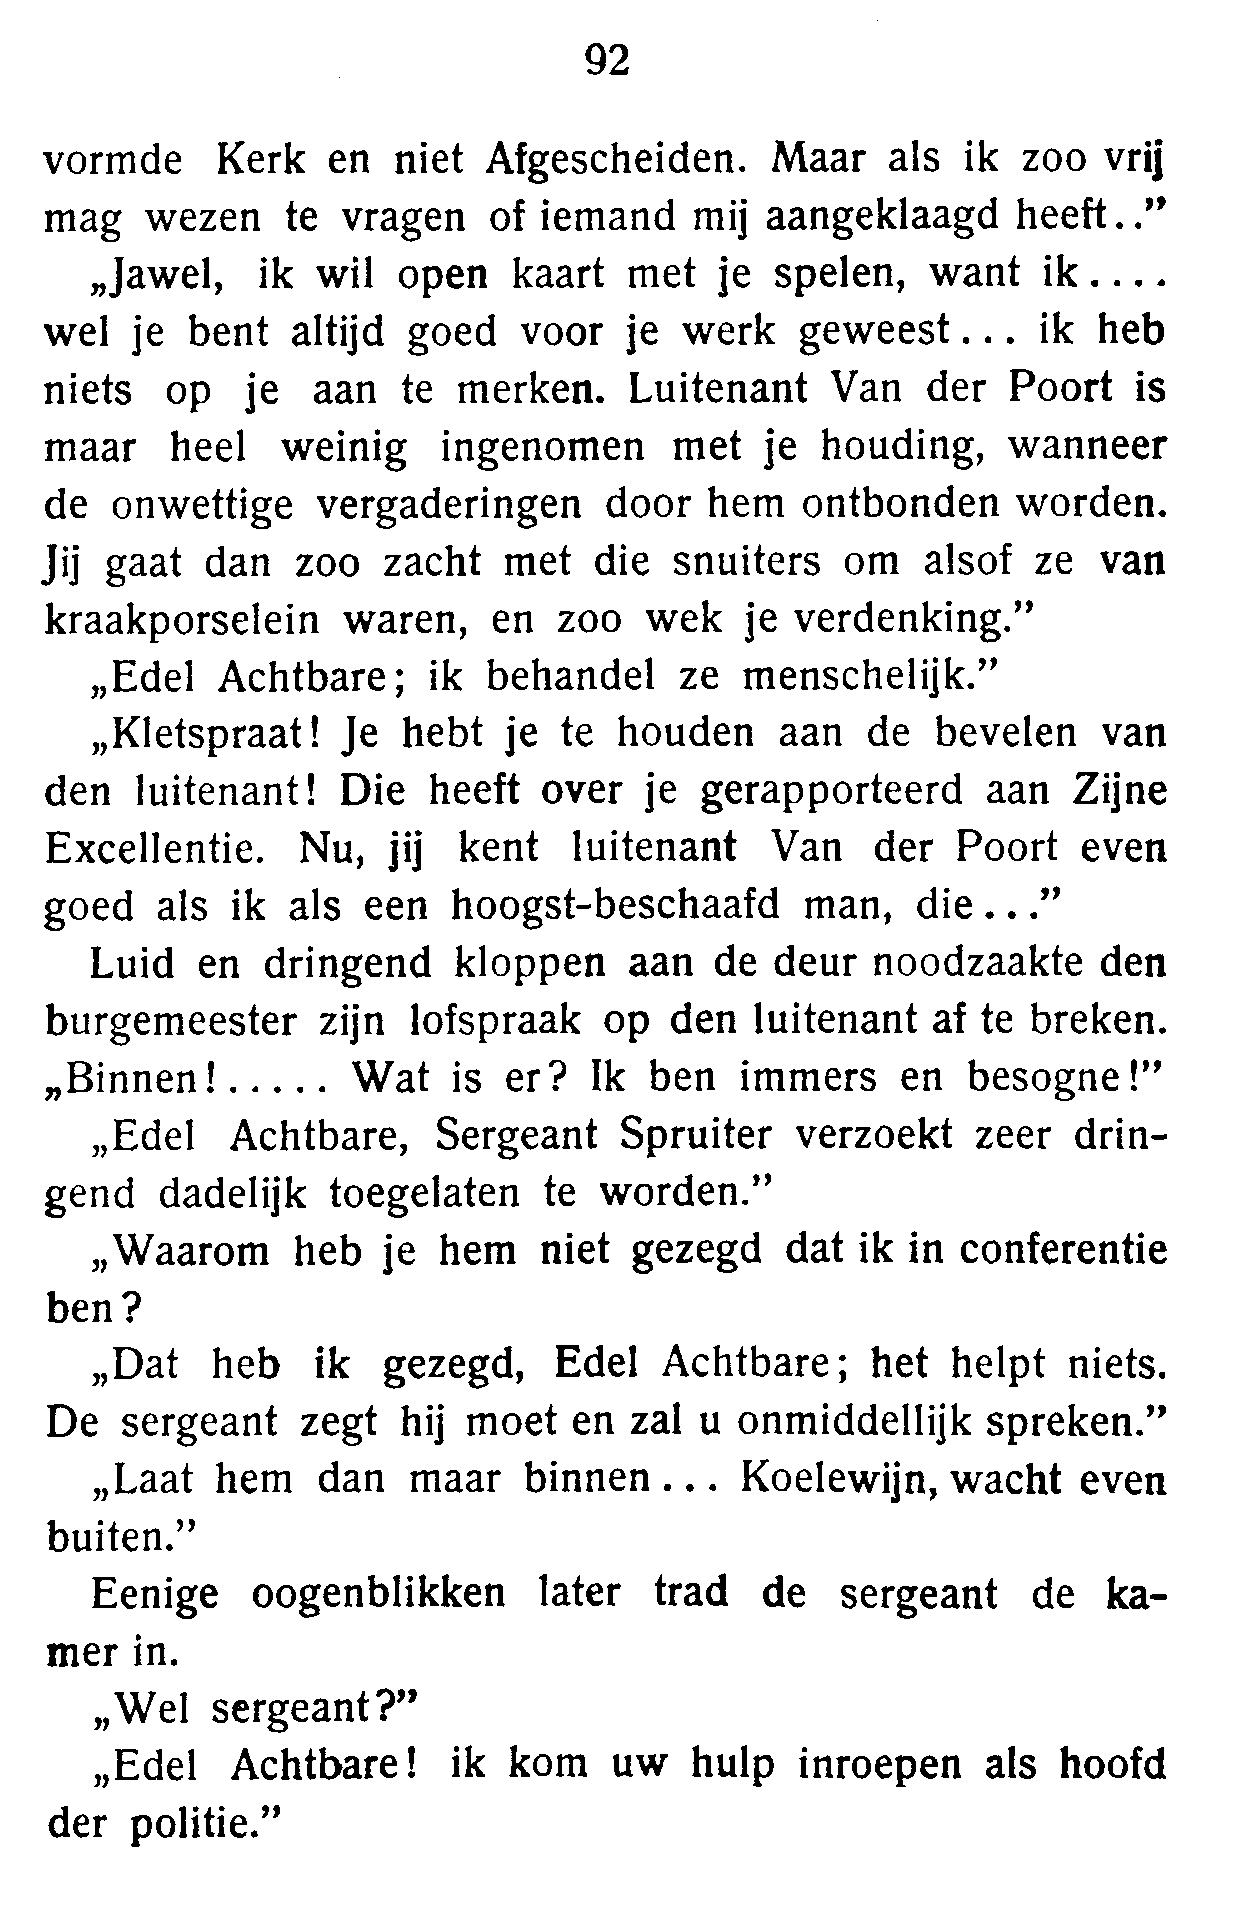 92
vormde Kerk en niet Afgescheiden. Maar als ik zoo vrij
mag wezen te vragen of iemand mij aangeklaagd heeft. .”
„Jawel, ik wil open kaart met je spelen, want ik . . . .
wel je bent altijd goed voor je werk geweest . . . ik heb
niets op je aan te merken. Luitenant Van der Poort is
maar heel weinig ingenomen met je houding, wanneer
de onwettige vergaderingen door hem ontbonden worden.
Jij gaat dan zoo zacht met die snuiters om alsof ze van
kraakporselein waren, en zoo wek je verdenking.”
„Edel Achtbare; ik behandel ze menschelijk.”
„Kletspraat! Je hebt je te houden aan de bevelen van
den luitenant! Die heeft over je gerapporteerd aan Zijne
Excellentie. Nu, jij kent luitenant Van der Poort even
goed als ik als een hoogst-beschaafd man, die . . .”
Luid en dringend kloppen aan de deur noodzaakte den
burgemeester zijn lofspraak op den luitenant af te breken.
„Binnen! . . . . . Wat is er? Ik ben immers en besogne!”
„Edel Achtbare, Sergeant Spruiter verzoekt zeer drin-
gend dadelijk toegelaten te worden.”
„Waarom heb je hem niet gezegd dat ik in conferentie
ben?
„Dat heb ik gezegd, Edel Achtbare; het helpt niets.
De sergeant zegt hij moet en zal u onmiddellijk spreken.”
„Laat hem dan maar binnen . . . Koelewijn, wacht even
buiten.”
Eenige oogenblikken later trad de sergeant de ka-
mer in.
„Wel sergeant?”
„Edel Achtbare! ik kom uw hulp inroepen als hoofd
der politie.”